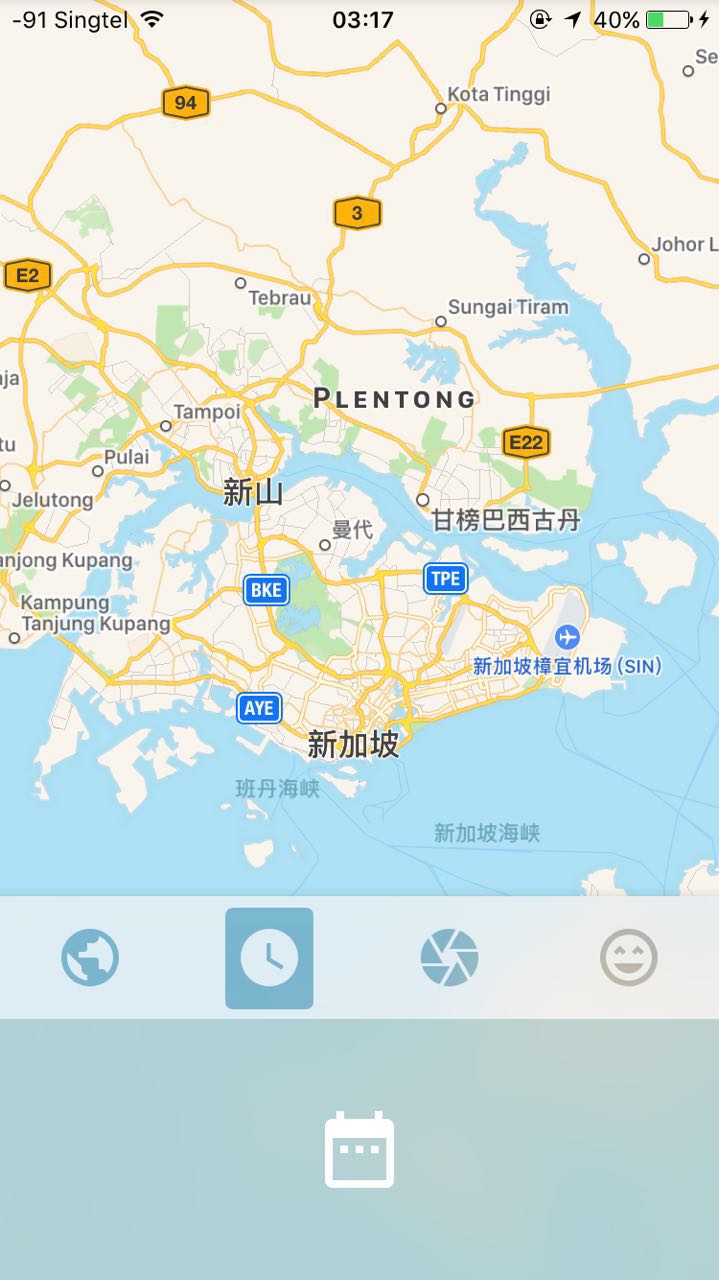 -91 Singtel 03:17 40%
Se
Kota Tinggi
94
3
Johor L
E2
Tebrau
Sungai Tiram
PLENTONG
Tampoi
E22
Pulai
新山
Jelutong
甘榜巴西古丹
曼代
anjong Kupang
TPE
BKE
Kampung
Tanjung Kupang
新加坡樟宜机场 (SIN)
AYE
新加坡
班丹海峡
新加坡海峡